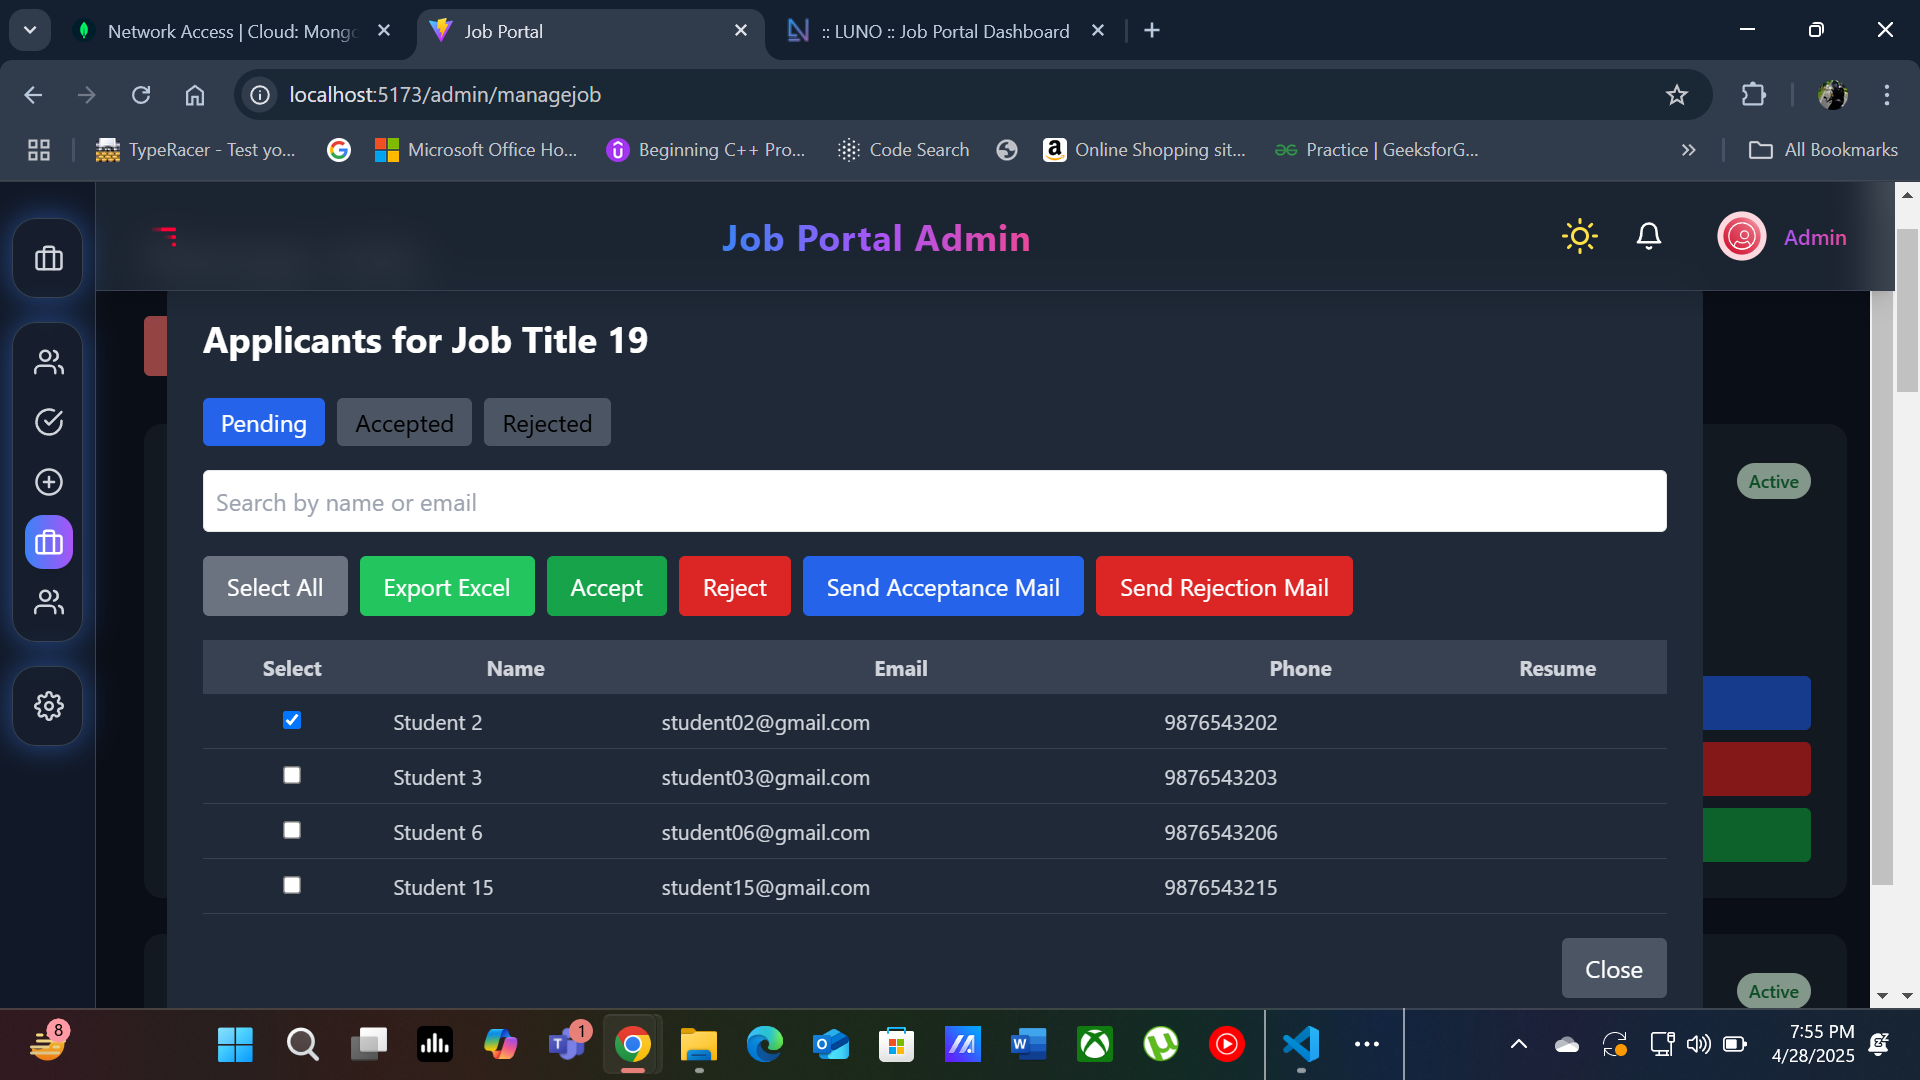 Network Access | Cloud: Mongo
Job Portal
:: LUNO :: Job Portal Dashboard
localhost:5173/admin/managejob
TypeRacer - Test yo...
Microsoft Office Ho...
Beginning C++ Pro...
Code Search
Online Shopping sit...
Practice | GeeksforG...
All Bookmarks
Job Portal Admin
Admin
Applicants for Job Title 19
Pending
Accepted
Rejected
Active
Search by name or email
Select All
Export Excel
Accept
Reject
Send Acceptance Mail
Send Rejection Mail
Select Name Email Phone Resume
Student 2 student02@gmail.com 9876543202
Student 3 student03@gmail.com 9876543203
Student 6 student06@gmail.com 9876543206
Student 15 student15@gmail.com 9876543215
Close
Active
8
1
7:55 PM
4/28/2025